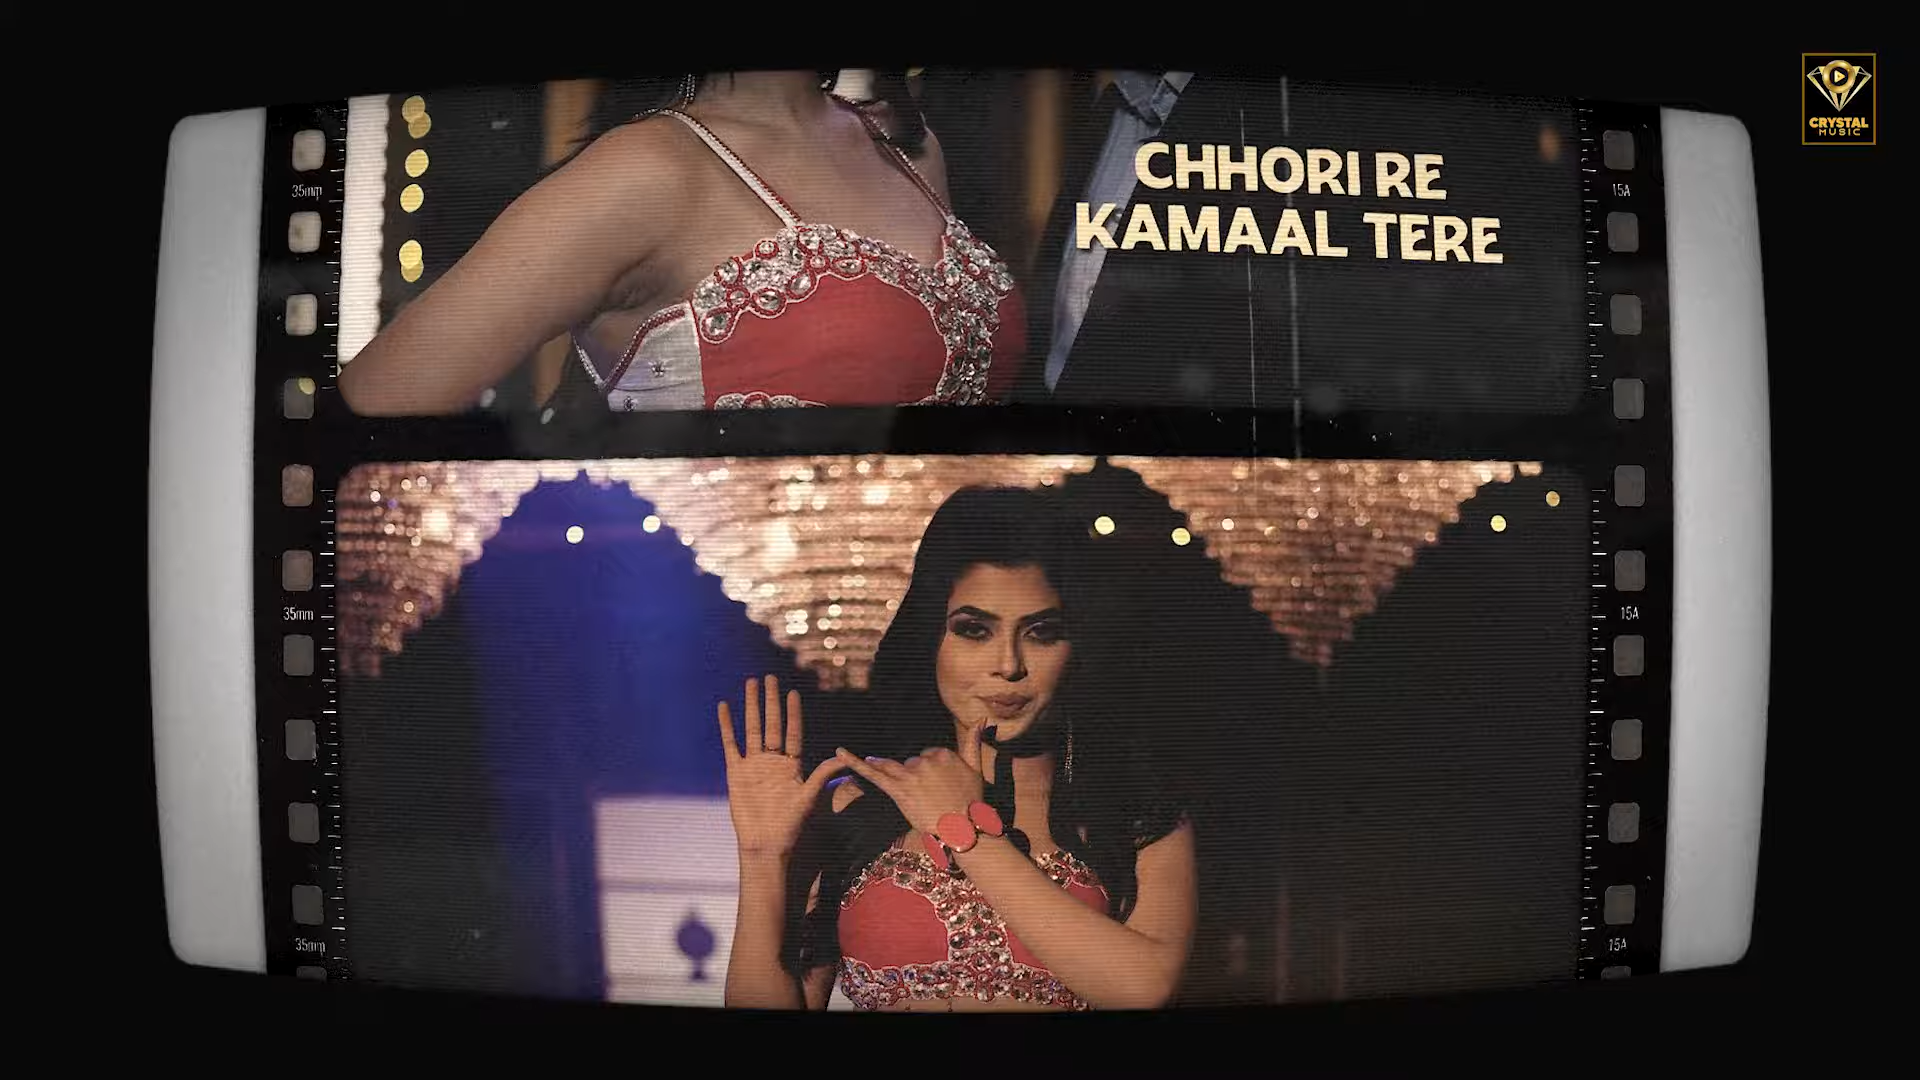 CRYSTAL
MUSIC
CHHORI RE
KAMAAL TERE
35mm
15A
35mm
15A
35mm
15A